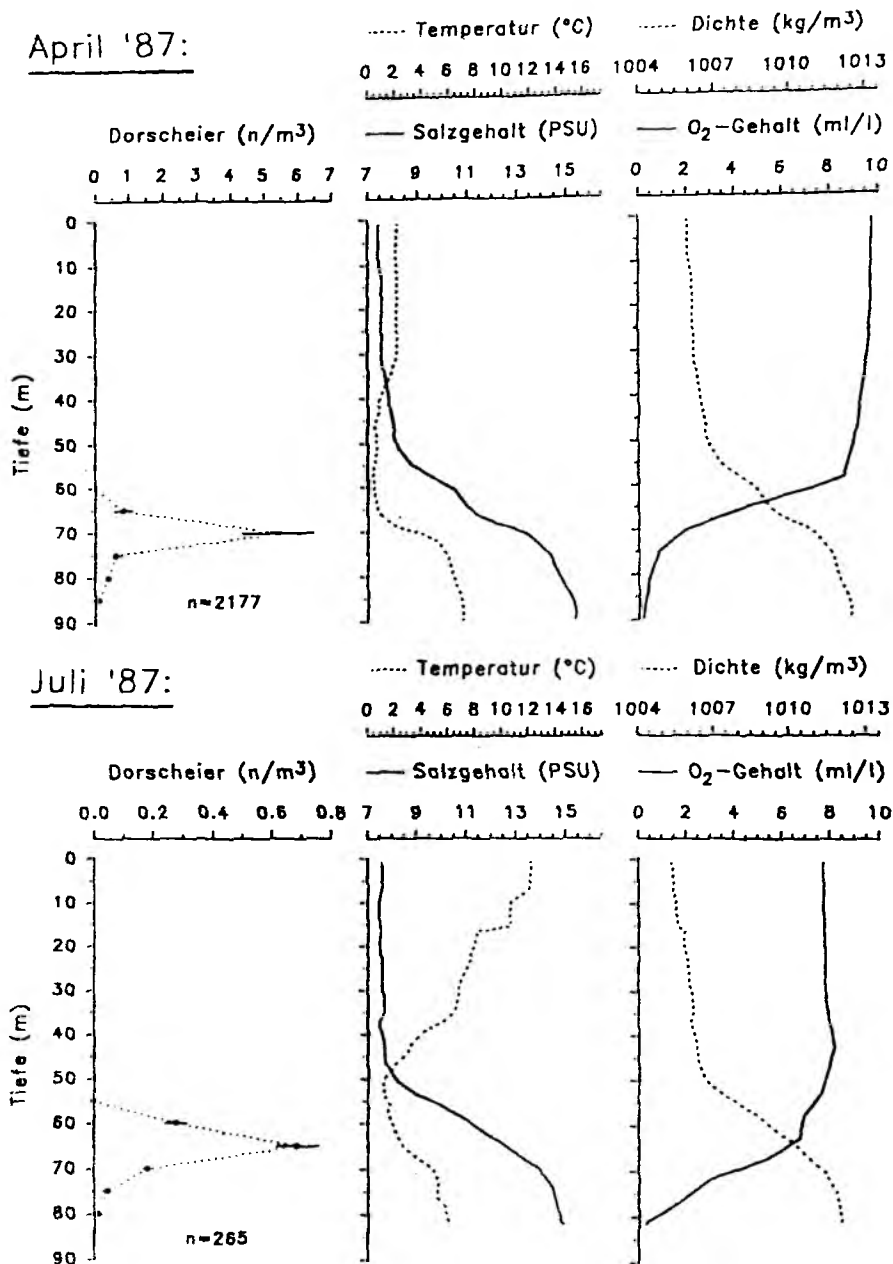 April '87:
Temperatur (°C)
0 2 4 6 8 10 12 14 16
Dichte (kg/m³)
1004 1007 1010 1013
Dorscheier (n/m³)
0 1 2 3 4 5 6 7
Salzgehalt (PSU)
7 9 11 13 15
O₂-Gehalt (ml/l)
0 2 4 6 8 10
Tiefe (m)
0
10
20
30
40
50
60
70
80
90
n=2177
Juli '87:
Temperatur (°C)
0 2 4 6 8 10 12 14 16
Dichte (kg/m³)
1004 1007 1010 1013
Dorscheier (n/m³)
0.0 0.2 0.4 0.6 0.8
Salzgehalt (PSU)
7 9 11 13 15
O₂-Gehalt (ml/l)
0 2 4 6 8 10
Tiefe (m)
0
10
20
30
40
50
60
70
80
90
n=265